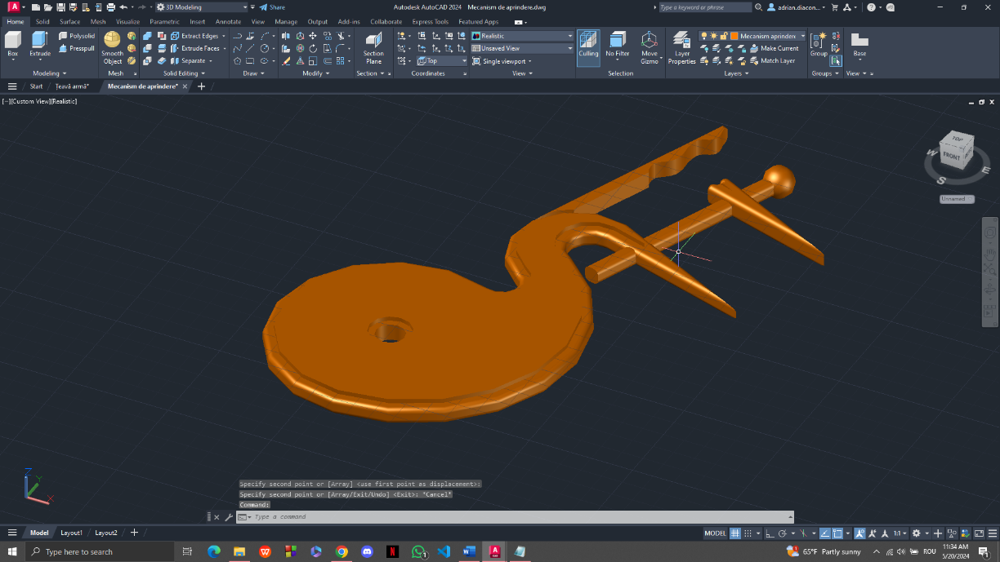 3D Modeling
Share
Autodesk AutoCAD 2024 Mecanism de aprindere.dwg
Type a keyword or phrase
adrian.diacon...
Home Solid Surface Mesh Visualize Parametric Insert Annotate View Manage Output Add-ins Collaborate Express Tools Featured Apps
Box
Extrude
Polysolid
Presspull
Smooth
Object
Extract Edges
Extrude Faces
Separate
Section
Plane
Top
Realistic
Unsaved View
Single viewport
Culling
No Filter
Move
Gizmo
Layer
Properties
Mecanism aprindere
Make Current
Match Layer
Group
Base
Modeling Mesh Solid Editing Draw Modify Section Coordinates View Selection Layers Groups View
Start Țeavă armă* Mecanism de aprindere*
[−][Custom View][Realistic]
TOP
FRONT
W
S
E
Unnamed
Z
Y
X
Specify second point or [Array] <use first point as displacement>:
Specify second point or [Array/Exit/Undo] <Exit>: *Cancel*
Command:
Type a command
Model Layout1 Layout2
MODEL
1:1
Type here to search
1
65°F Partly sunny
ROU
11:34 AM
5/20/2024
1